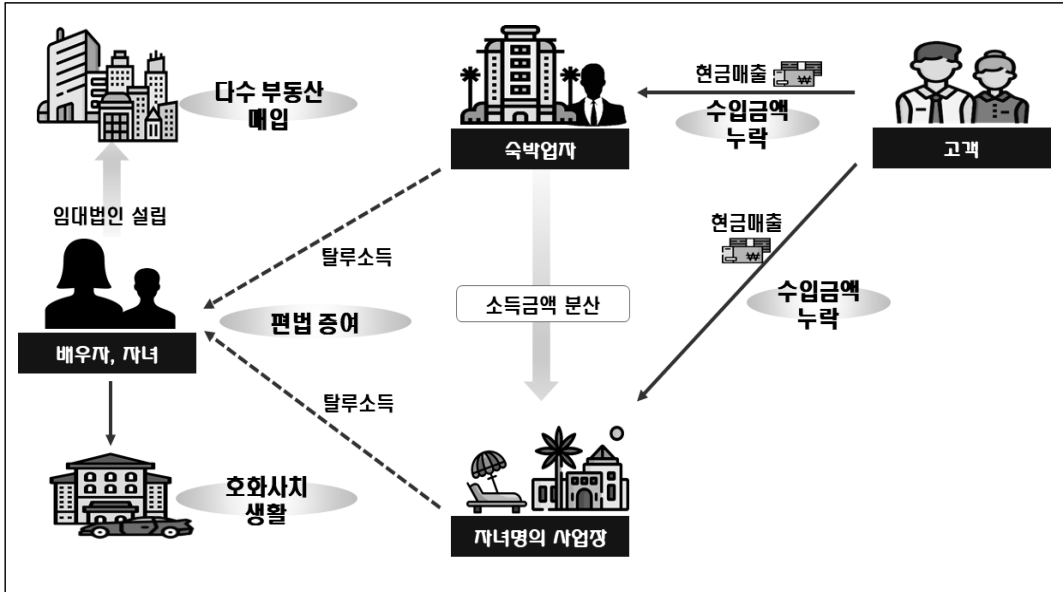 다수 부동산
매입
현금매출
수입금액
누락
숙박업자
고객
임대법인 설립
탈루소득
현금매출
₩
₩
소득금액 분산
수입금액
누락
편법 증여
배우자, 자녀
탈루소득
호화사치
생활
자녀명의 사업장